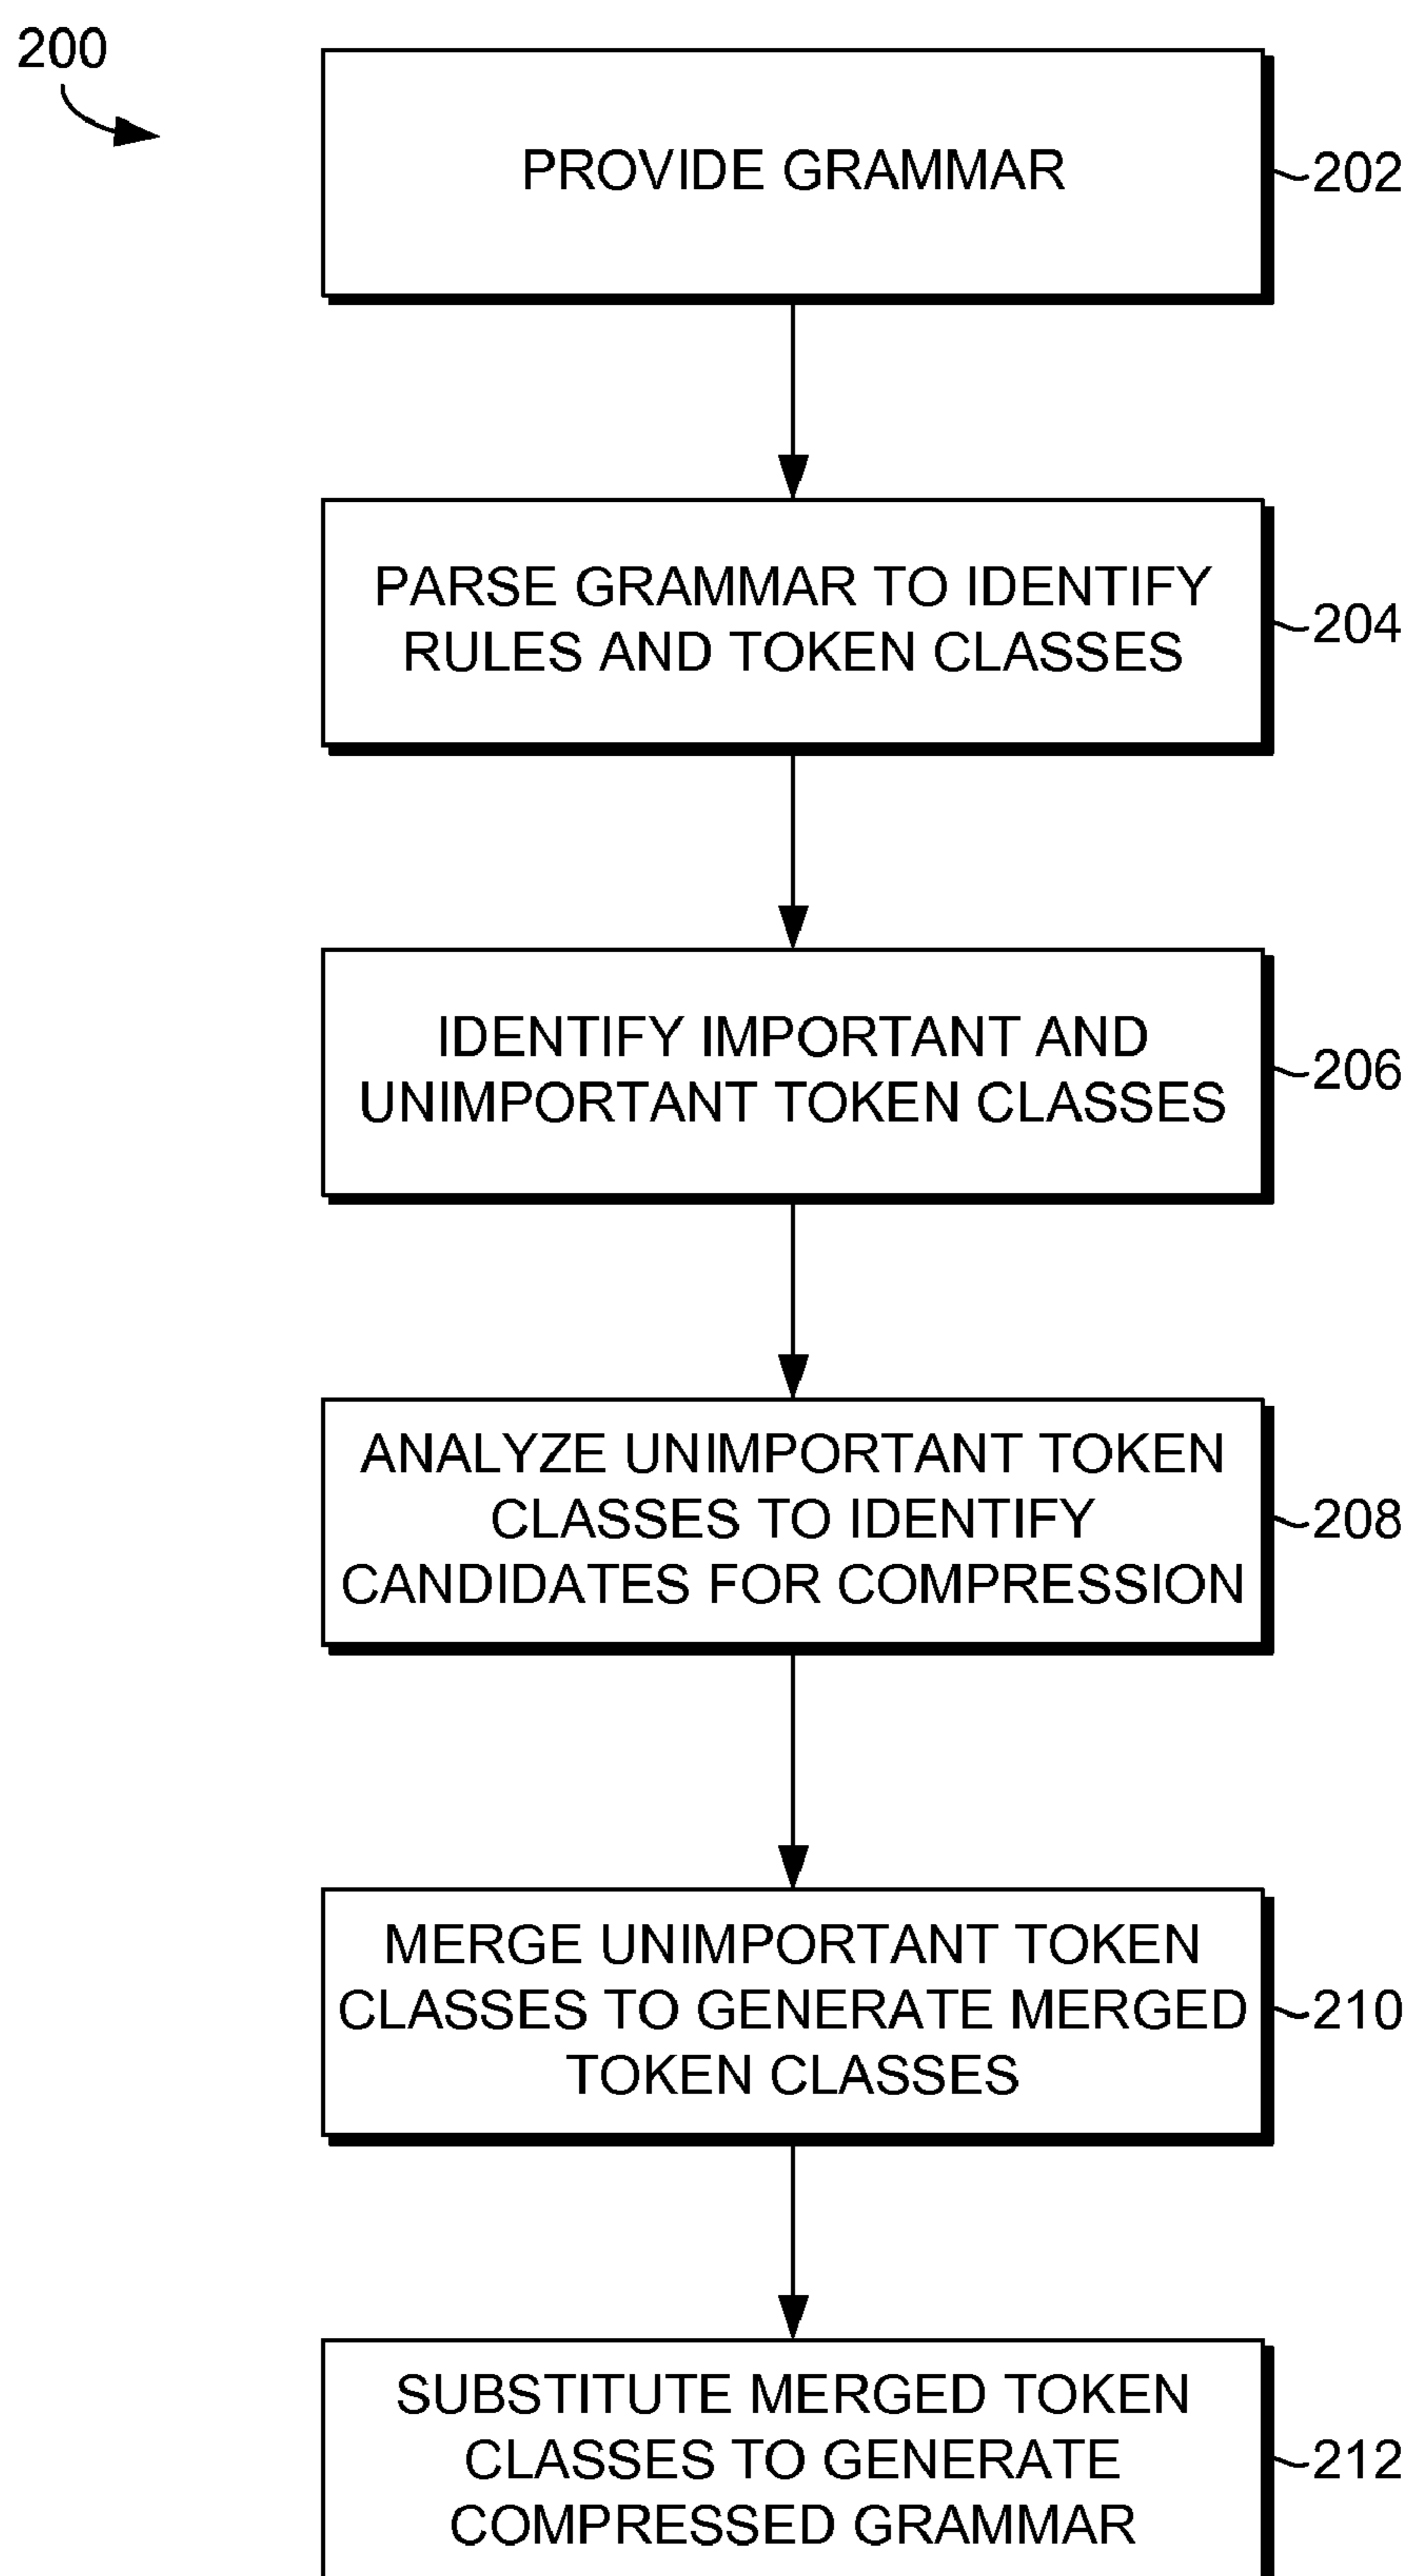 200
PROVIDE GRAMMAR
202
PARSE GRAMMAR TO IDENTIFY
RULES AND TOKEN CLASSES
204
IDENTIFY IMPORTANT AND
UNIMPORTANT TOKEN CLASSES
206
ANALYZE UNIMPORTANT TOKEN
CLASSES TO IDENTIFY
CANDIDATES FOR COMPRESSION
208
MERGE UNIMPORTANT TOKEN
CLASSES TO GENERATE MERGED
TOKEN CLASSES
210
SUBSTITUTE MERGED TOKEN
CLASSES TO GENERATE
COMPRESSED GRAMMAR
212